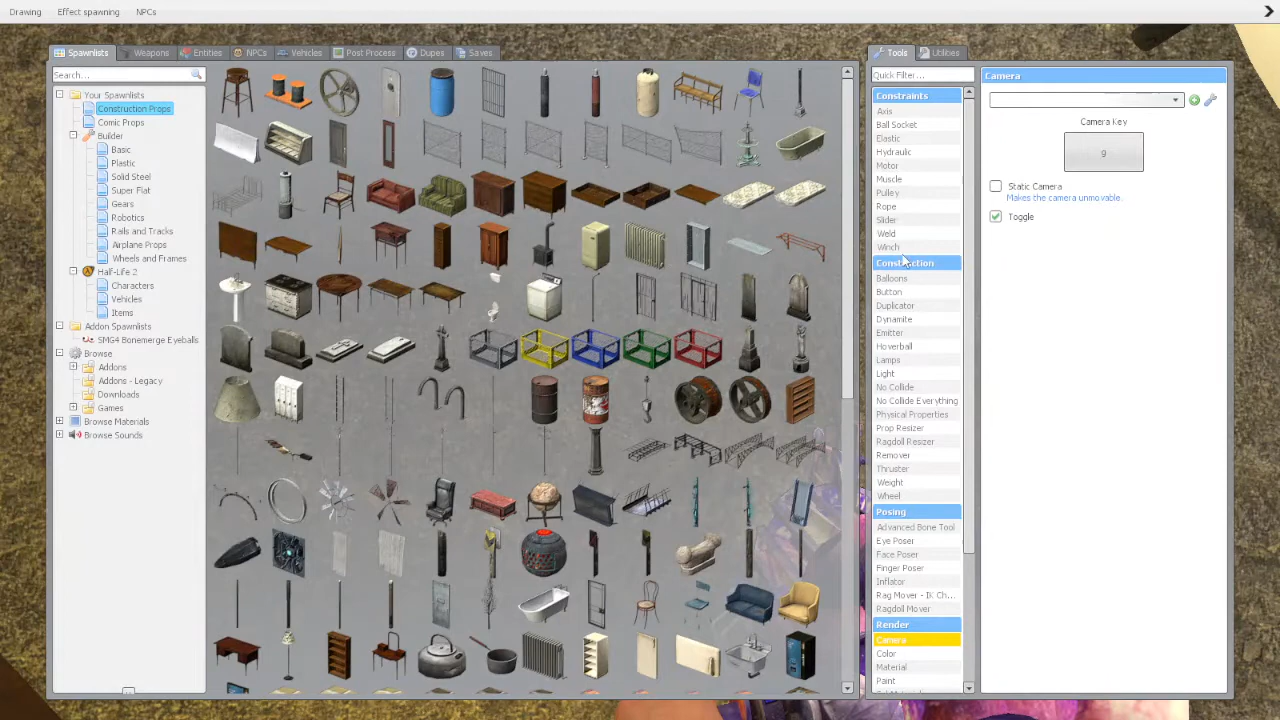 Drawing Effect spawning NPCs
Spawnlists Weapons Entities NPCs Vehicles Post Process Dupes Saves
Search...
Your Spawnlists
Construction Props
Comic Props
Builder
Basic
Plastic
Solid Steel
Super Flat
Gears
Robotics
Rails and Tracks
Airplane Props
Wheels and Frames
Half-Life 2
Characters
Vehicles
Items
Addon Spawnlists
SMG4 Bonemerge Eyeballs
Browse
Addons
Addons - Legacy
Downloads
Games
Browse Materials
Browse Sounds
Tools Utilities
Quick Filter...
Constraints
Axis
Ball Socket
Elastic
Hydraulic
Motor
Muscle
Pulley
Rope
Slider
Weld
Winch
Construction
Balloons
Button
Duplicator
Dynamite
Emitter
Hoverball
Lamps
Light
No Collide
No Collide Everything
Physical Properties
Prop Resizer
Ragdoll Resizer
Remover
Thruster
Weight
Wheel
Posing
Advanced Bone Tool
Eye Poser
Face Poser
Finger Poser
Inflator
Rag Mover - IK Ch...
Ragdoll Mover
Render
Camera
Color
Material
Paint
Camera
Camera Key
g
Static Camera
Makes the camera unmovable.
Toggle